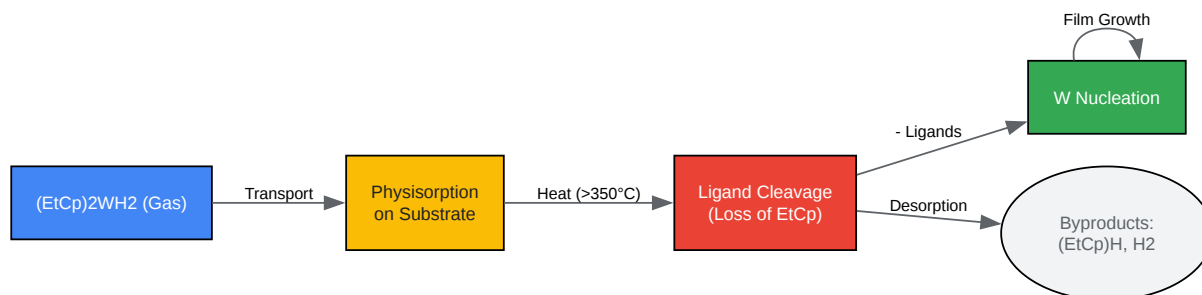 (EtCp)2WH2 (Gas)
Transport
Physisorption
on Substrate
Heat (>350°C)
Ligand Cleavage
(Loss of EtCp)
- Ligands
Film Growth
W Nucleation
Desorption
Byproducts:
(EtCp)H, H2